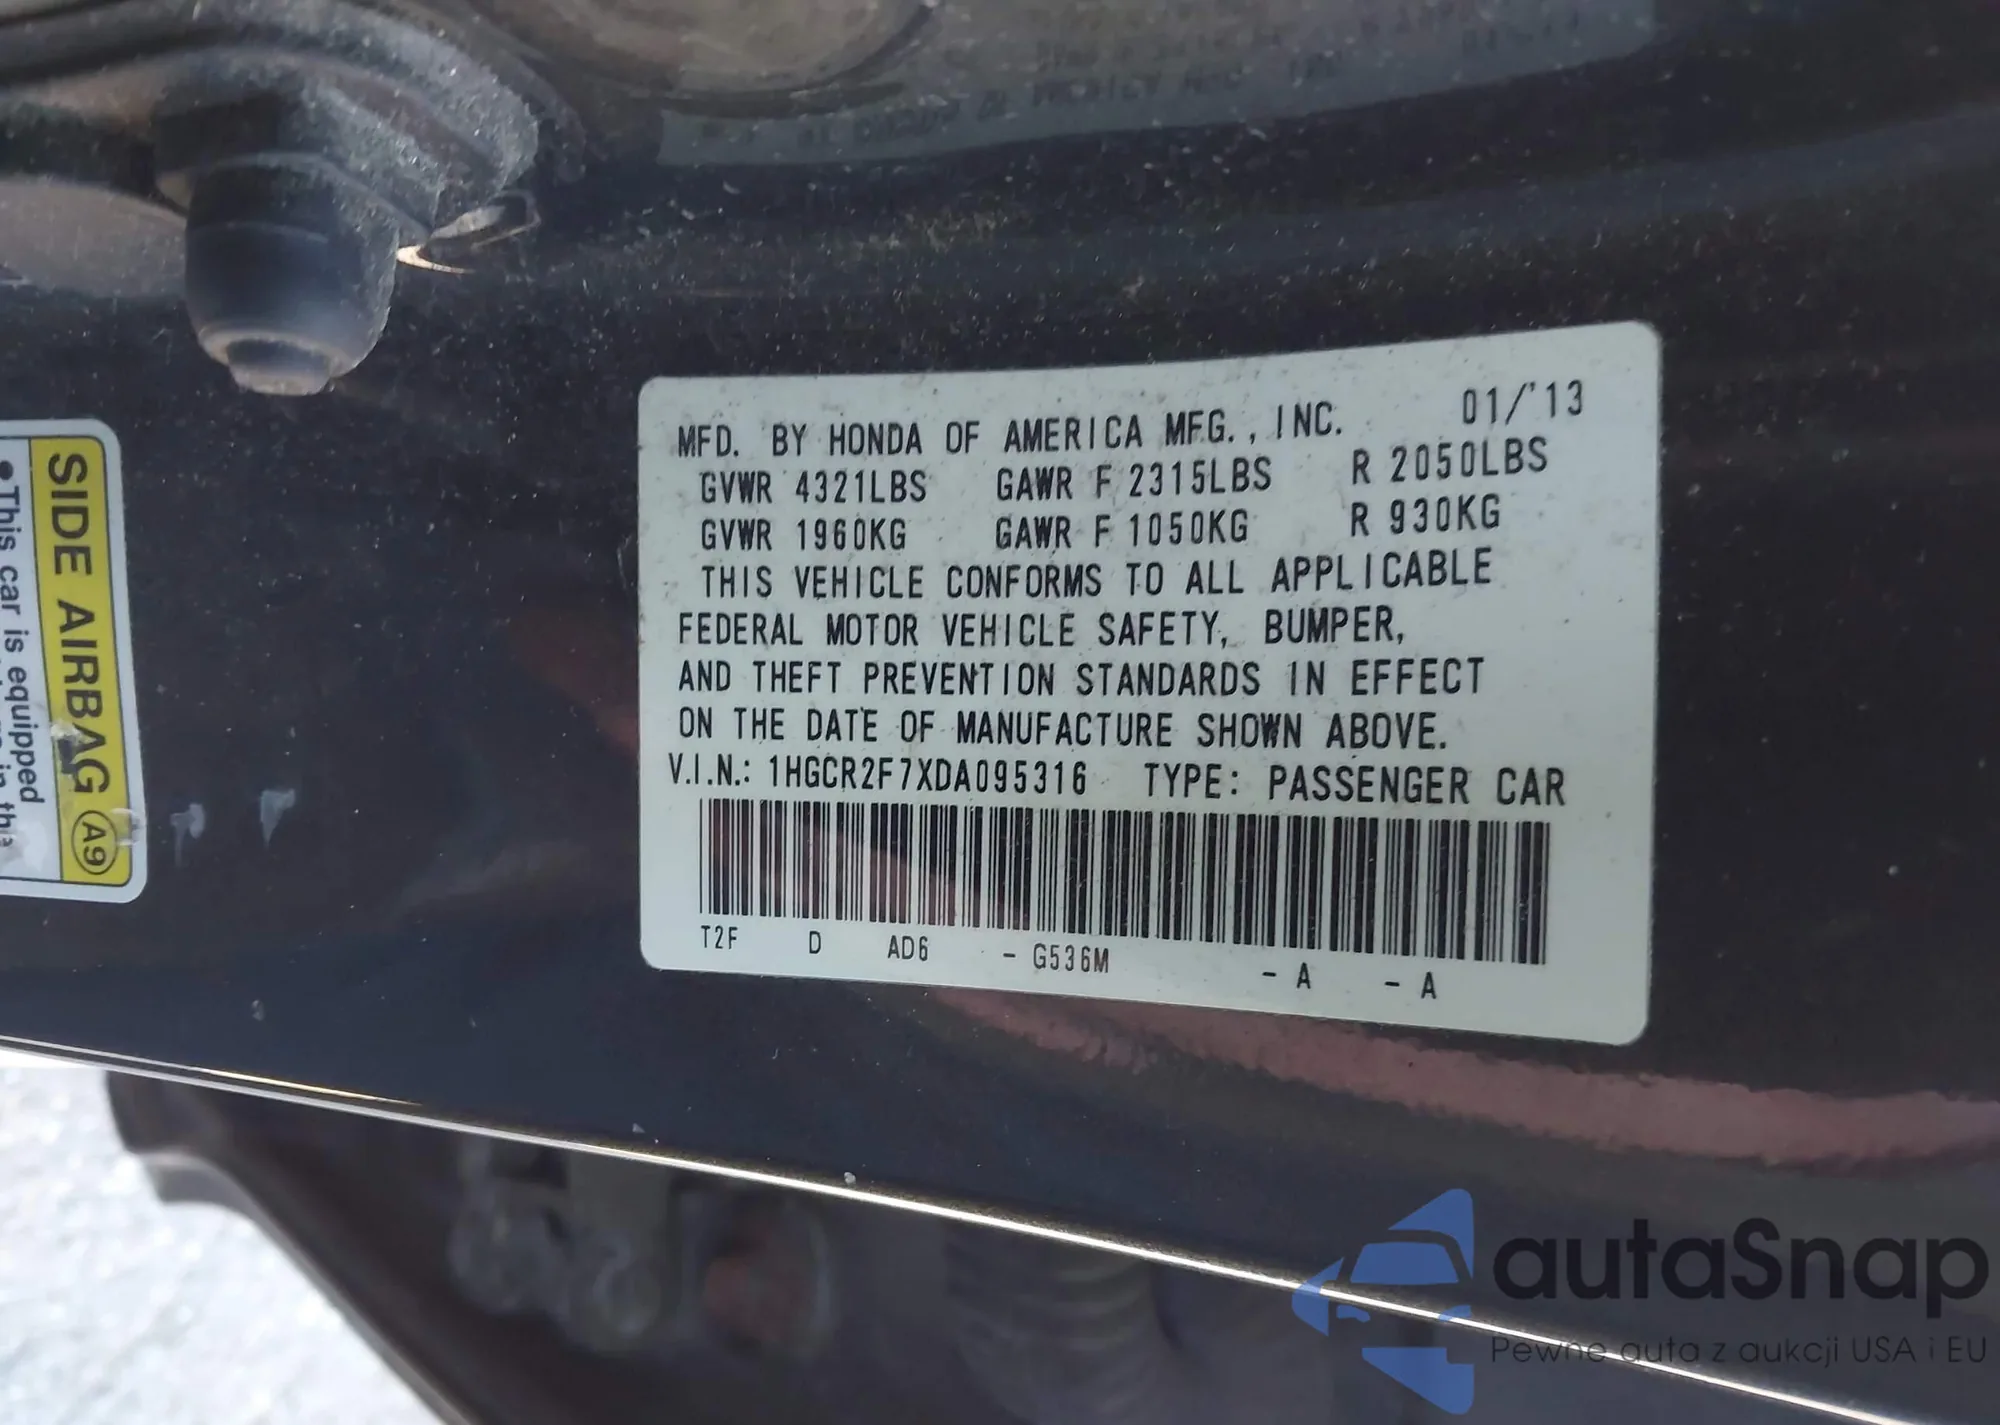 MFD. BY HONDA OF AMERICA MFG., INC. 01/'13
GVWR 4321LBS GAWR F 2315LBS R 2050LBS
GVWR 1960KG GAWR F 1050KG R 930KG
THIS VEHICLE CONFORMS TO ALL APPLICABLE
FEDERAL MOTOR VEHICLE SAFETY, BUMPER,
AND THEFT PREVENTION STANDARDS IN EFFECT
ON THE DATE OF MANUFACTURE SHOWN ABOVE.
V.I.N.: 1HGCR2F7XDA095316 TYPE: PASSENGER CAR
T2F D AD6 - G536M - A - A
SIDE AIRBAG A9
•This car is equipped
in this
autaSnap
Pewne auta z aukcji USA i EU